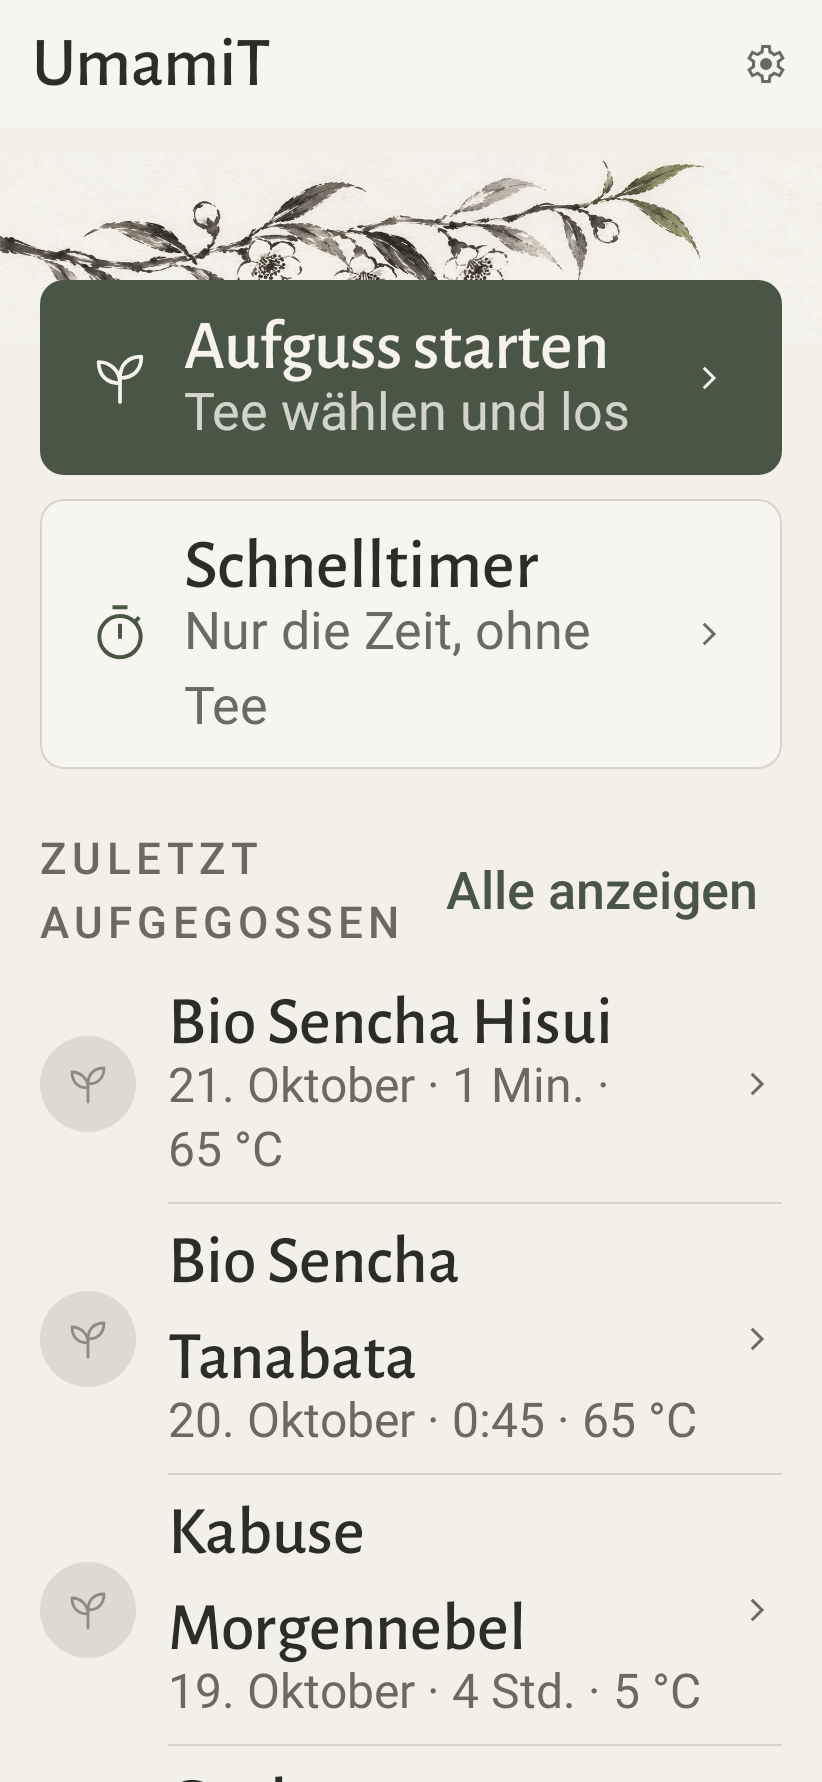 UmamiT
Aufguss starten
Tee wählen und los
Schnelltimer
Nur die Zeit, ohne
Tee
ZULETZT
AUFGEGOSSEN
Alle anzeigen
Bio Sencha Hisui
21. Oktober · 1 Min. ·
65 °C
Bio Sencha
Tanabata
20. Oktober · 0:45 · 65 °C
Kabuse
Morgennebel
19. Oktober · 4 Std. · 5 °C